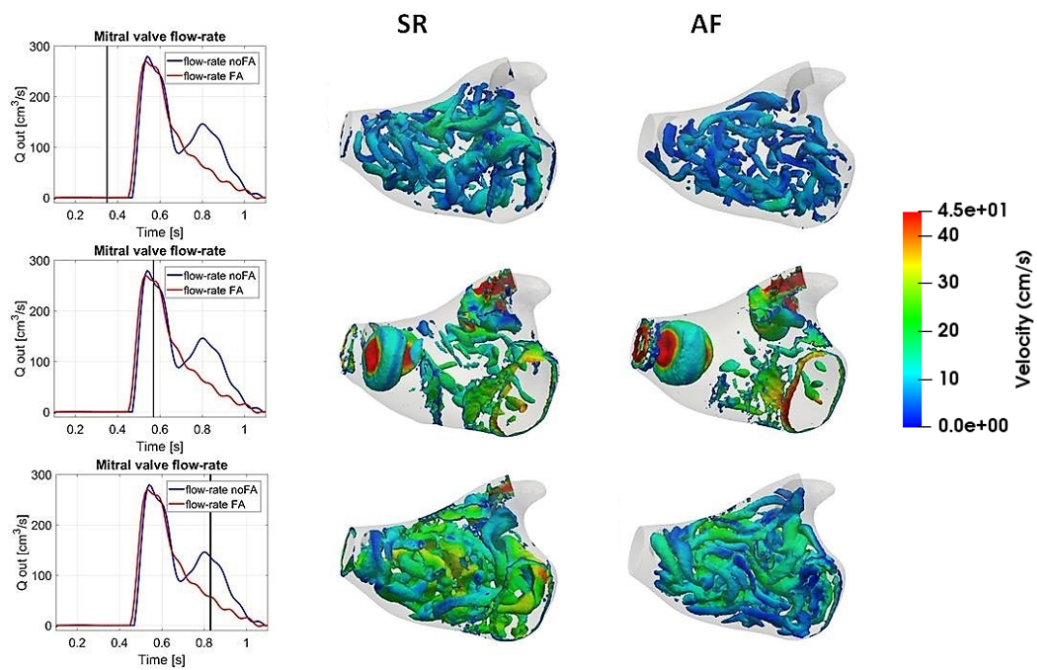 SR
AF
Mitral valve flow-rate
300
200
100
0
Q out [cm³/s]
flow-rate noFA
flow-rate FA
0.2 0.4 0.6 0.8 1
Time [s]
Mitral valve flow-rate
300
200
100
0
Q out [cm³/s]
flow-rate noFA
flow-rate FA
0.2 0.4 0.6 0.8 1
Time [s]
Mitral valve flow-rate
300
200
100
0
Q out [cm³/s]
flow-rate noFA
flow-rate FA
0.2 0.4 0.6 0.8 1
Time [s]
4.5e+01
40
30
20
10
0.0e+00
Velocity (cm/s)